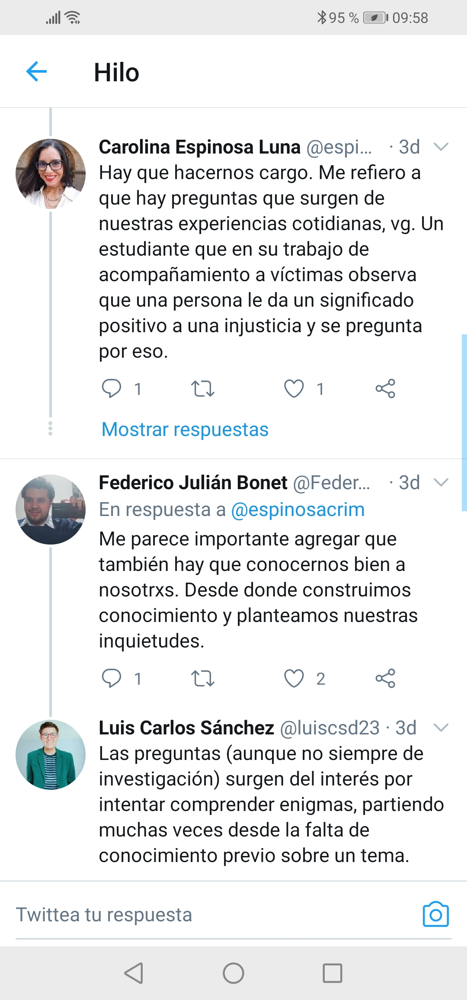 95 % 09:58
Hilo
Carolina Espinosa Luna @espi... · 3d
Hay que hacernos cargo. Me refiero a
que hay preguntas que surgen de
nuestras experiencias cotidianas, vg. Un
estudiante que en su trabajo de
acompañamiento a víctimas observa
que una persona le da un significado
positivo a una injusticia y se pregunta
por eso.
1 1
Mostrar respuestas
Federico Julián Bonet @Feder... · 3d
En respuesta a @espinosacrim
Me parece importante agregar que
también hay que conocernos bien a
nosotrxs. Desde donde construimos
conocimiento y planteamos nuestras
inquietudes.
1 2
Luis Carlos Sánchez @luiscsd23 · 3d
Las preguntas (aunque no siempre de
investigación) surgen del interés por
intentar comprender enigmas, partiendo
muchas veces desde la falta de
conocimiento previo sobre un tema.
Twittea tu respuesta